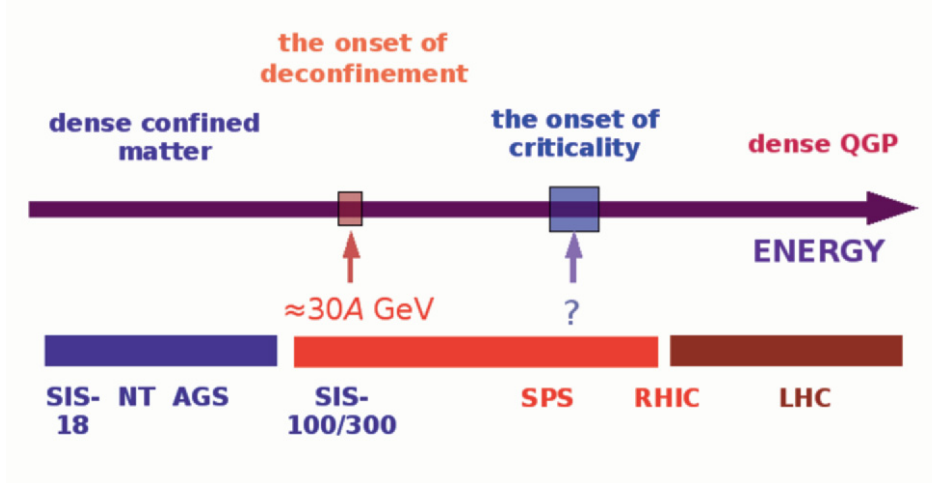 the onset of
deconfinement
dense confined
matter
the onset of
criticality
dense QGP
ENERGY
≈30A GeV
?
SIS-
18
NT
AGS
SIS-
100/300
SPS
RHIC
LHC